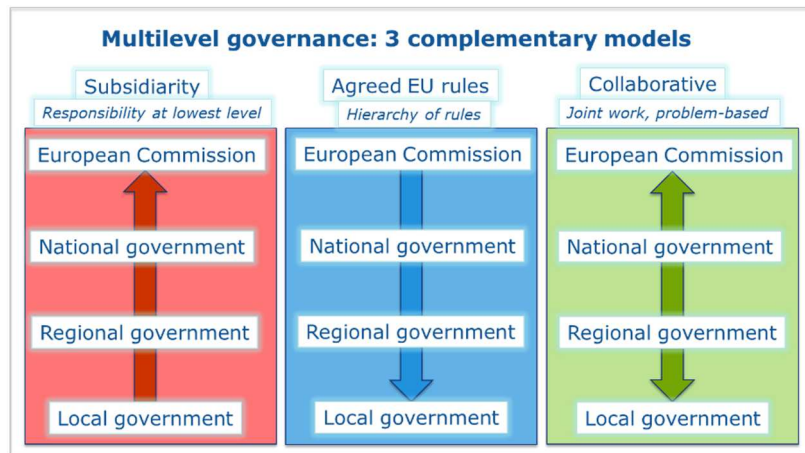 Multilevel governance: 3 complementary models
Subsidiarity
Responsibility at lowest level
European Commission
National government
Regional government
Local government
Agreed EU rules
Hierarchy of rules
European Commission
National government
Regional government
Local government
Collaborative
Joint work, problem-based
European Commission
National government
Regional government
Local government